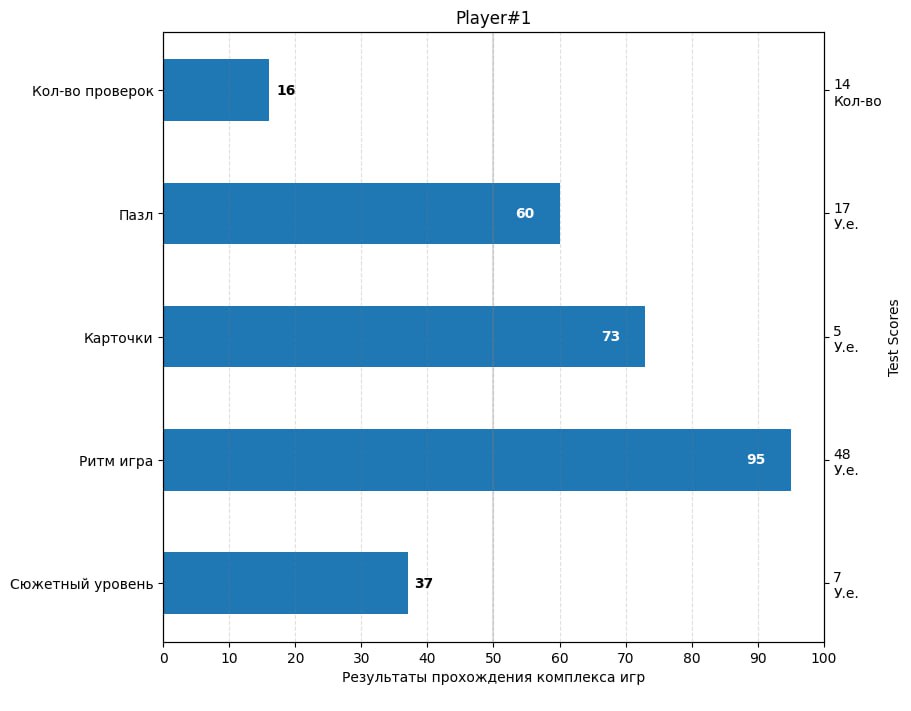 Player#1
Кол-во проверок
16
14
Кол-во
Пазл
60
17
У.е.
Карточки
73
5
У.е.
Test Scores
Ритм игра
95
48
У.е.
Сюжетный уровень
37
7
У.е.
0 10 20 30 40 50 60 70 80 90 100
Результаты прохождения комплекса игр